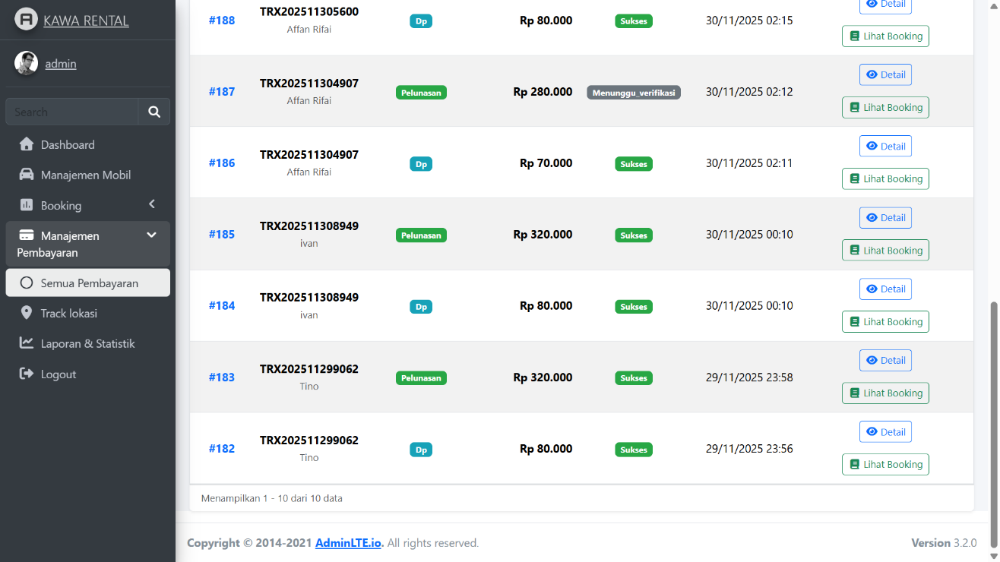 KAWA RENTAL
admin
Search
Dashboard
Manajemen Mobil
Booking
Manajemen
Pembayaran
Semua Pembayaran
Track lokasi
Laporan & Statistik
Logout
Detail
#188 TRX202511305600 Dp Rp 80.000 Sukses 30/11/2025 02:15
Affan Rifai
Lihat Booking
Detail
#187 TRX202511304907 Pelunasan Rp 280.000 Menunggu_verifikasi 30/11/2025 02:12
Affan Rifai
Lihat Booking
Detail
#186 TRX202511304907 Dp Rp 70.000 Sukses 30/11/2025 02:11
Affan Rifai
Lihat Booking
Detail
#185 TRX202511308949 Pelunasan Rp 320.000 Sukses 30/11/2025 00:10
ivan
Lihat Booking
Detail
#184 TRX202511308949 Dp Rp 80.000 Sukses 30/11/2025 00:10
ivan
Lihat Booking
Detail
#183 TRX202511299062 Pelunasan Rp 320.000 Sukses 29/11/2025 23:58
Tino
Lihat Booking
Detail
#182 TRX202511299062 Dp Rp 80.000 Sukses 29/11/2025 23:56
Tino
Lihat Booking
Menampilkan 1 - 10 dari 10 data
Copyright © 2014-2021 AdminLTE.io. All rights reserved.
Version 3.2.0